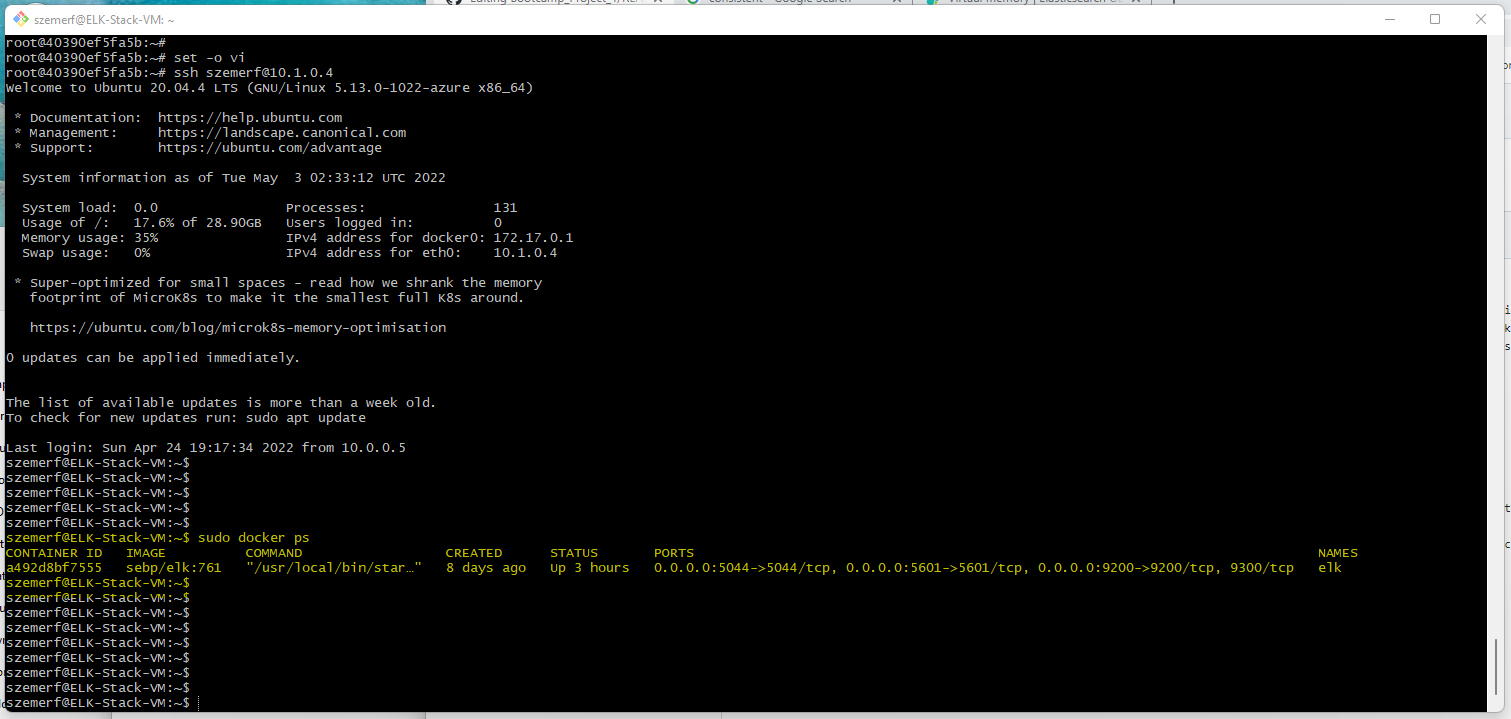 szemerf@ELK-Stack-VM: ~
root@40390ef5fa5b:~#
root@40390ef5fa5b:~# set -o vi
root@40390ef5fa5b:~# ssh szemerf@10.1.0.4
Welcome to Ubuntu 20.04.4 LTS (GNU/Linux 5.13.0-1022-azure x86_64)
* Documentation:  https://help.ubuntu.com
* Management:     https://landscape.canonical.com
* Support:        https://ubuntu.com/advantage
System information as of Tue May  3 02:33:12 UTC 2022
System load:  0.0                Processes:                131
Usage of /:   17.6% of 28.90GB   Users logged in:          0
Memory usage: 35%                IPv4 address for docker0: 172.17.0.1
Swap usage:   0%                 IPv4 address for eth0:    10.1.0.4
* Super-optimized for small spaces - read how we shrank the memory
footprint of MicroK8s to make it the smallest full K8s around.
https://ubuntu.com/blog/microk8s-memory-optimisation
0 updates can be applied immediately.
The list of available updates is more than a week old.
To check for new updates run: sudo apt update
Last login: Sun Apr 24 19:17:34 2022 from 10.0.0.5
szemerf@ELK-Stack-VM:~$
szemerf@ELK-Stack-VM:~$
szemerf@ELK-Stack-VM:~$
szemerf@ELK-Stack-VM:~$
szemerf@ELK-Stack-VM:~$
szemerf@ELK-Stack-VM:~$ sudo docker ps
CONTAINER ID   IMAGE          COMMAND                  CREATED      STATUS       PORTS                                                                              NAMES
a492d8bf7555   sebp/elk:761   "/usr/local/bin/star…"   8 days ago   Up 3 hours   0.0.0.0:5044->5044/tcp, 0.0.0.0:5601->5601/tcp, 0.0.0.0:9200->9200/tcp, 9300/tcp   elk
szemerf@ELK-Stack-VM:~$
szemerf@ELK-Stack-VM:~$
szemerf@ELK-Stack-VM:~$
szemerf@ELK-Stack-VM:~$
szemerf@ELK-Stack-VM:~$
szemerf@ELK-Stack-VM:~$
szemerf@ELK-Stack-VM:~$
szemerf@ELK-Stack-VM:~$
szemerf@ELK-Stack-VM:~$